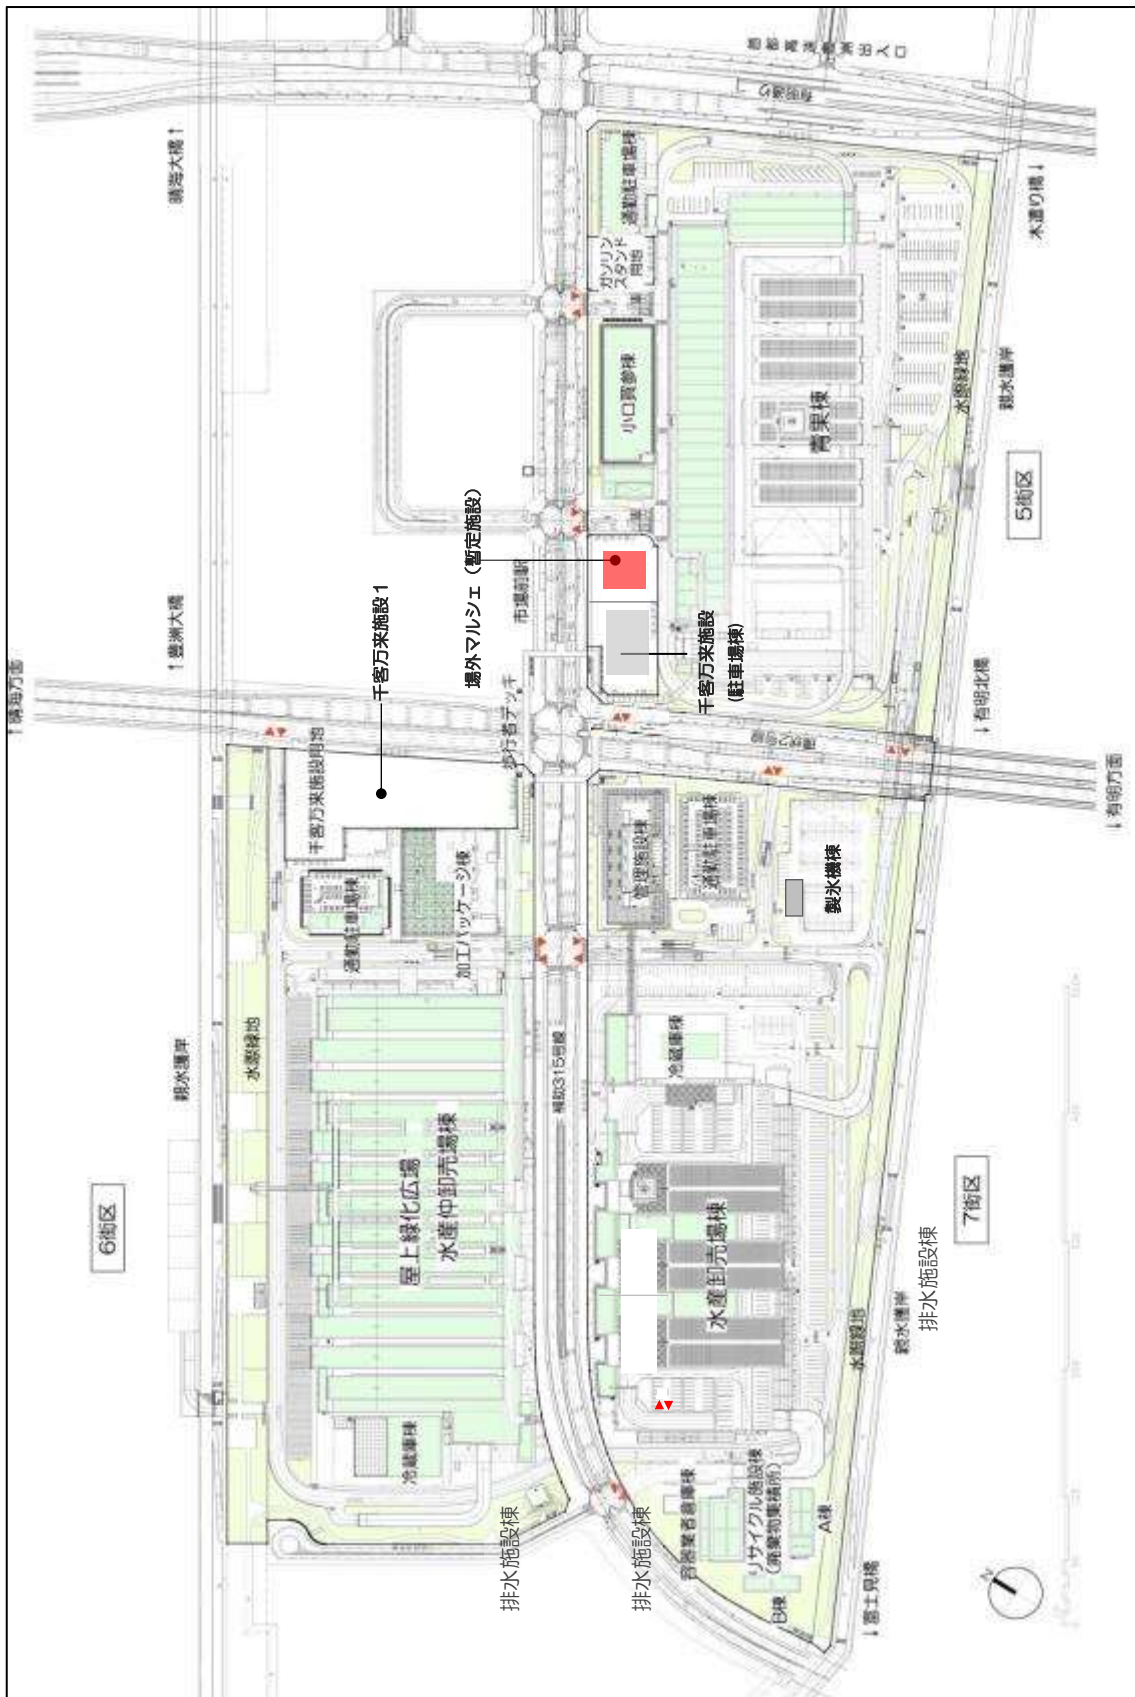 晴海大橋↑
有明通り
木遣り橋↓
通勤駐車場棟
ガソリン
スタンド
用地
小口買参棟
青果棟
水際緑地
親水護岸
5街区
場外マルシェ（暫定施設）
市場前駅
千客万来施設1
↑豊洲大橋
↑晴海方面
千客万来施設
(駐車場棟)
↓有明北橋
歩行者デッキ
環状2号線
↓有明方面
千客万来施設用地
通勤駐車場棟
加工パッケージ棟
管理施設棟
通勤駐車場棟
製氷機棟
水際緑地
親水護岸
補助315号線
冷蔵庫棟
6街区
屋上緑化広場
水産仲卸売場棟
水産卸売場棟
7街区
排水施設棟
水際緑地
親水護岸
冷蔵庫棟
排水施設棟
排水施設棟
容器業者倉庫棟
リサイクル施設棟
（廃棄物集積所）
A棟
B棟
↓富士見橋
N